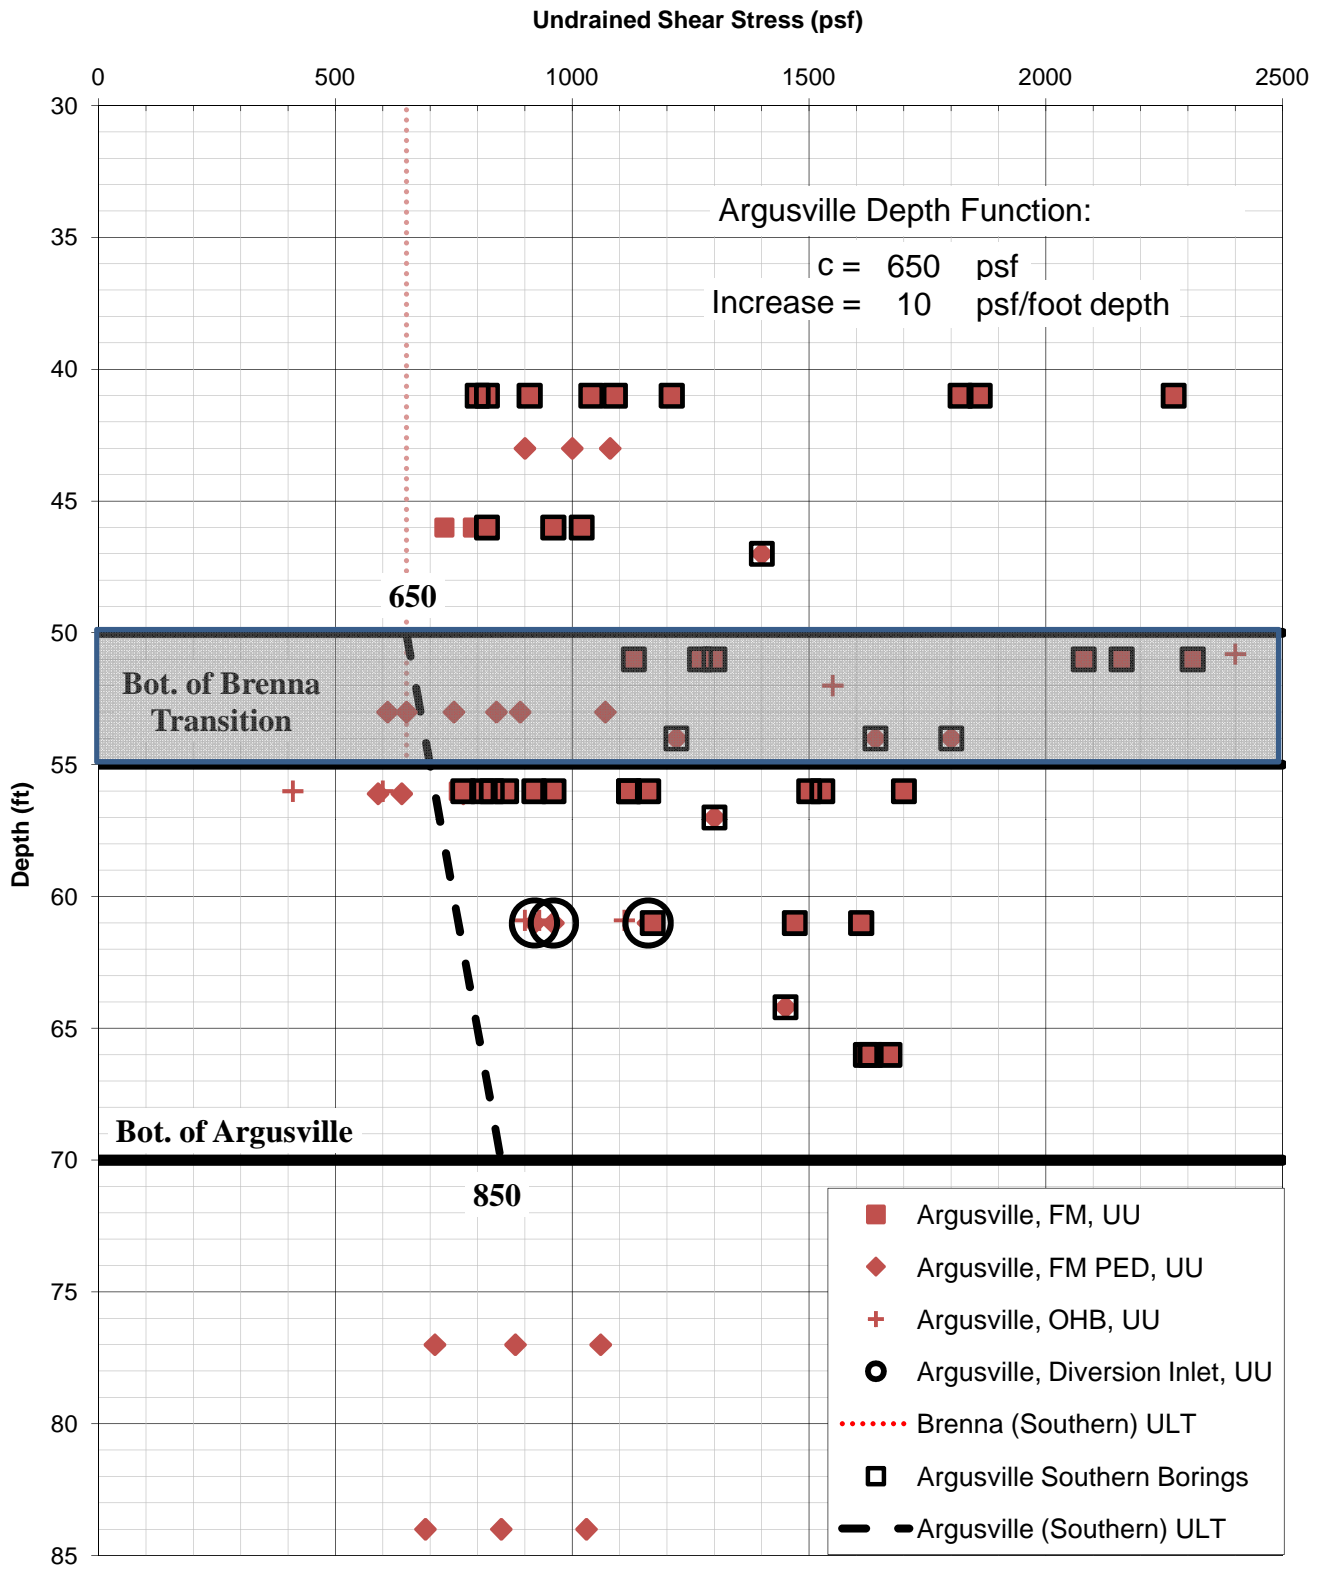 Undrained Shear Stress (psf)
0 500 1000 1500 2000 2500
30
35
40
45
50
55
60
65
70
75
80
85
Depth (ft)
Argusville Depth Function:
c = 650 psf
Increase = 10 psf/foot depth
650
Bot. of Brenna
Transition
Bot. of Argusville
850
Argusville, FM, UU
Argusville, FM PED, UU
Argusville, OHB, UU
Argusville, Diversion Inlet, UU
Brenna (Southern) ULT
Argusville Southern Borings
Argusville (Southern) ULT